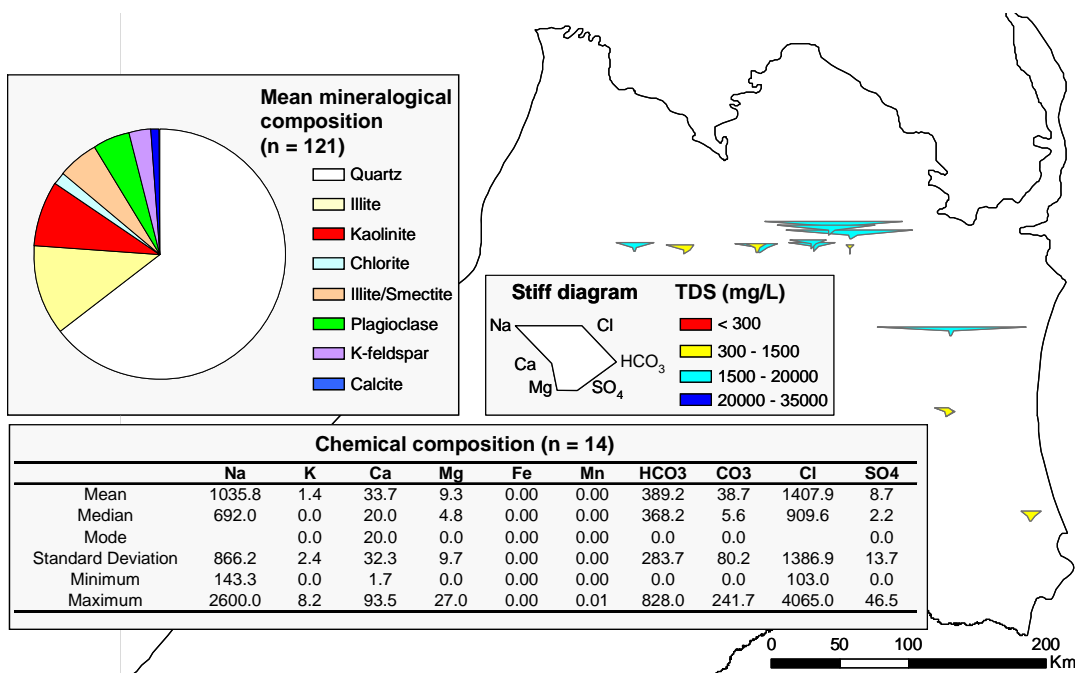 Mean mineralogical
composition
(n = 121)
Quartz
Illite
Kaolinite
Chlorite
Illite/Smectite
Plagioclase
K-feldspar
Calcite
Stiff diagram
Na
Cl
Ca
HCO3
Mg
SO4
TDS (mg/L)
< 300
300 - 1500
1500 - 20000
20000 - 35000
Chemical composition (n = 14)
Na K Ca Mg Fe Mn HCO3 CO3 Cl SO4
Mean 1035.8 1.4 33.7 9.3 0.00 0.00 389.2 38.7 1407.9 8.7
Median 692.0 0.0 20.0 4.8 0.00 0.00 368.2 5.6 909.6 2.2
Mode 0.0 20.0 0.0 0.00 0.00 0.0 0.0 0.0
Standard Deviation 866.2 2.4 32.3 9.7 0.00 0.00 283.7 80.2 1386.9 13.7
Minimum 143.3 0.0 1.7 0.0 0.00 0.00 0.0 0.0 103.0 0.0
Maximum 2600.0 8.2 93.5 27.0 0.00 0.01 828.0 241.7 4065.0 46.5
0 50 100 200
Km